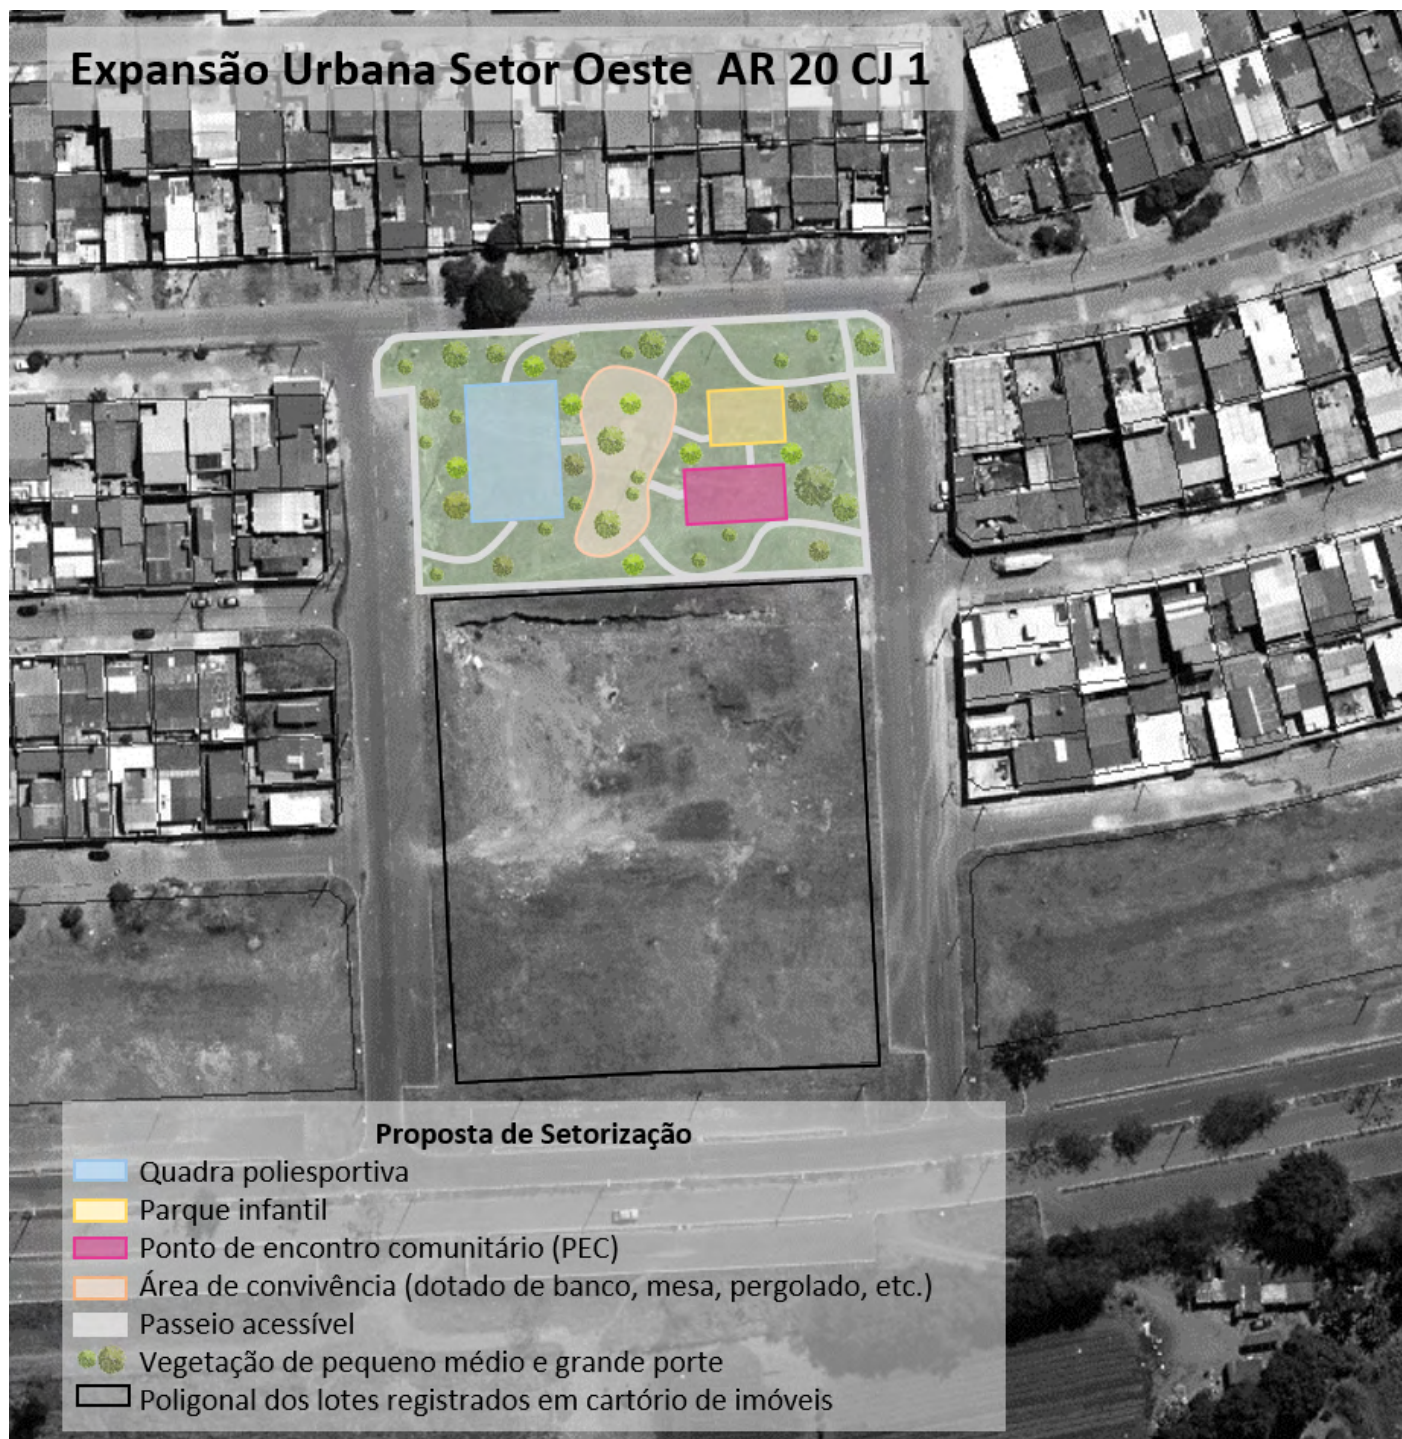 Expansão Urbana Setor Oeste AR 20 CJ 1
Proposta de Setorização
Quadra poliesportiva
Parque infantil
Ponto de encontro comunitário (PEC)
Área de convivência (dotado de banco, mesa, pergolado, etc.)
Passeio acessível
Vegetação de pequeno médio e grande porte
Poligonal dos lotes registrados em cartório de imóveis